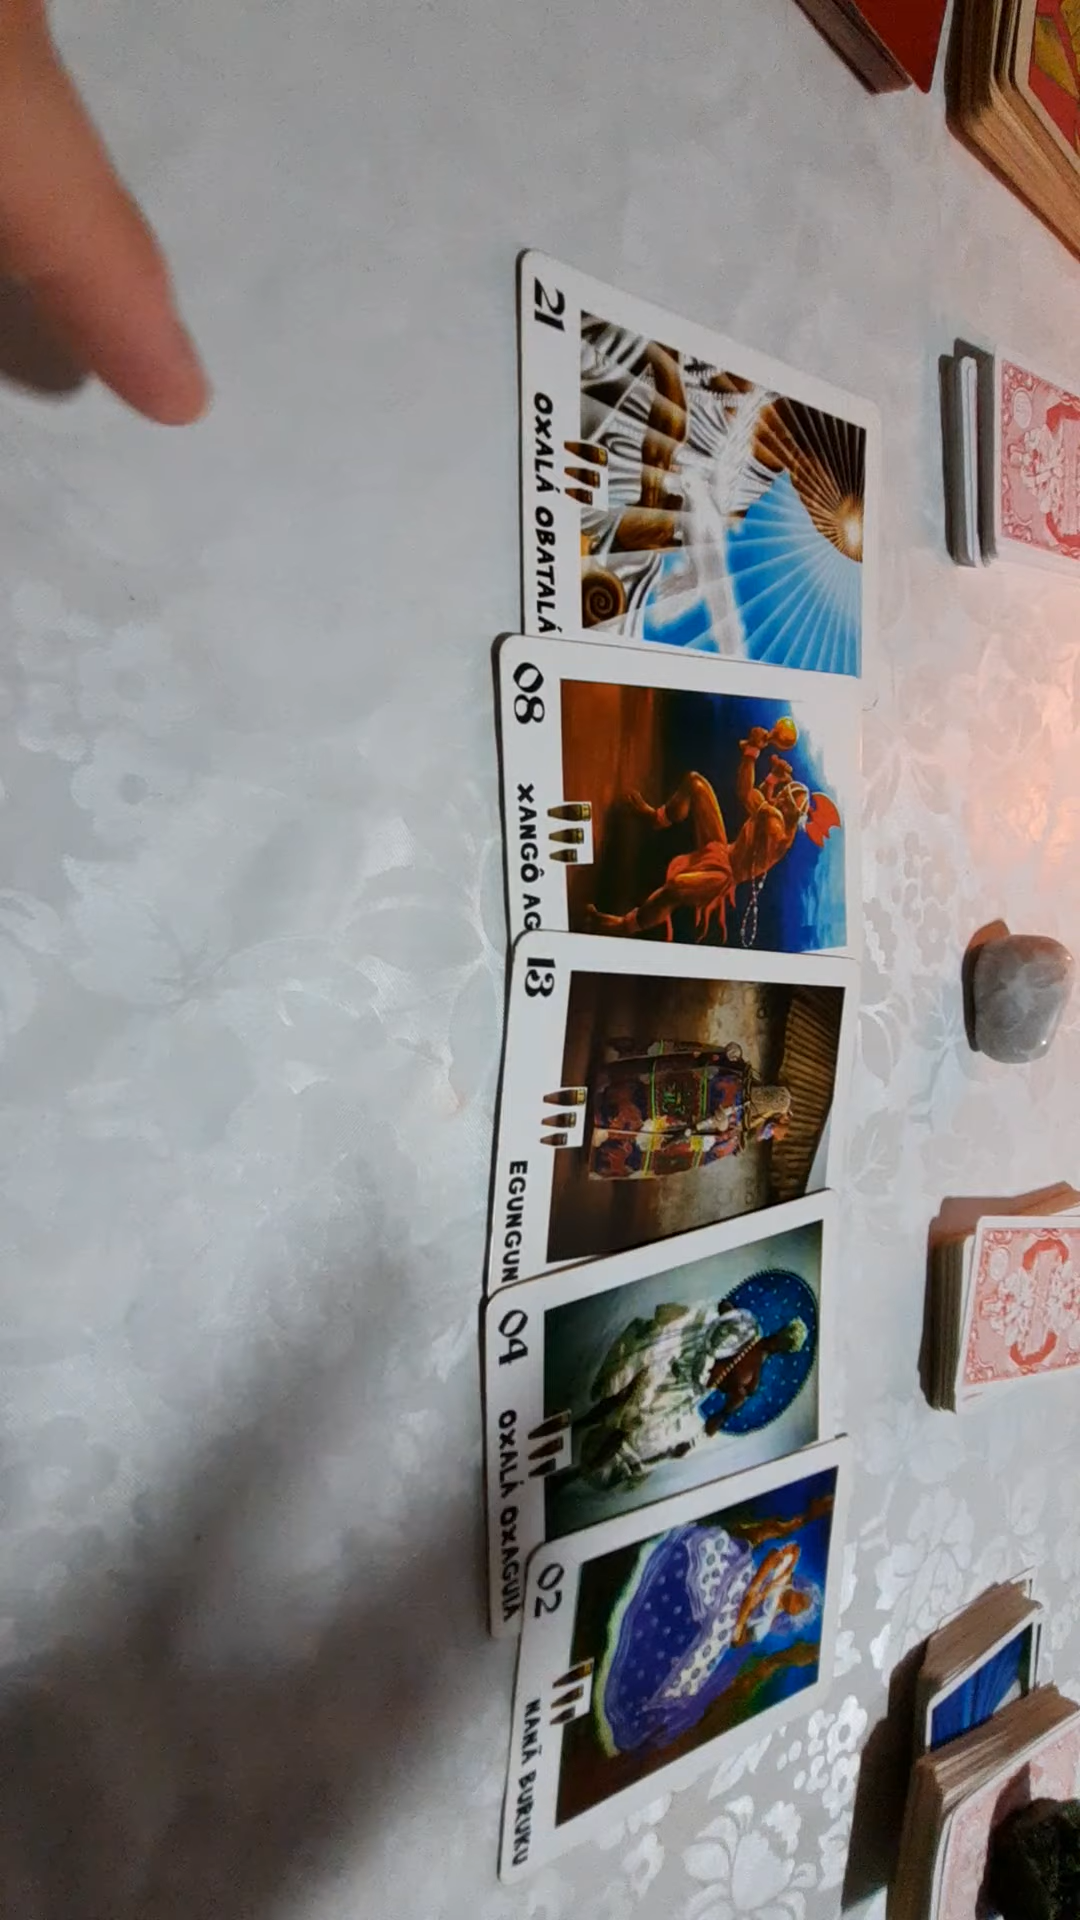 21
OXALÁ OBATALÁ
08
XANGÔ AG
13
EGUNGUN
04
OXALÁ OXAGUIÃ
02
NANÃ BURUKU